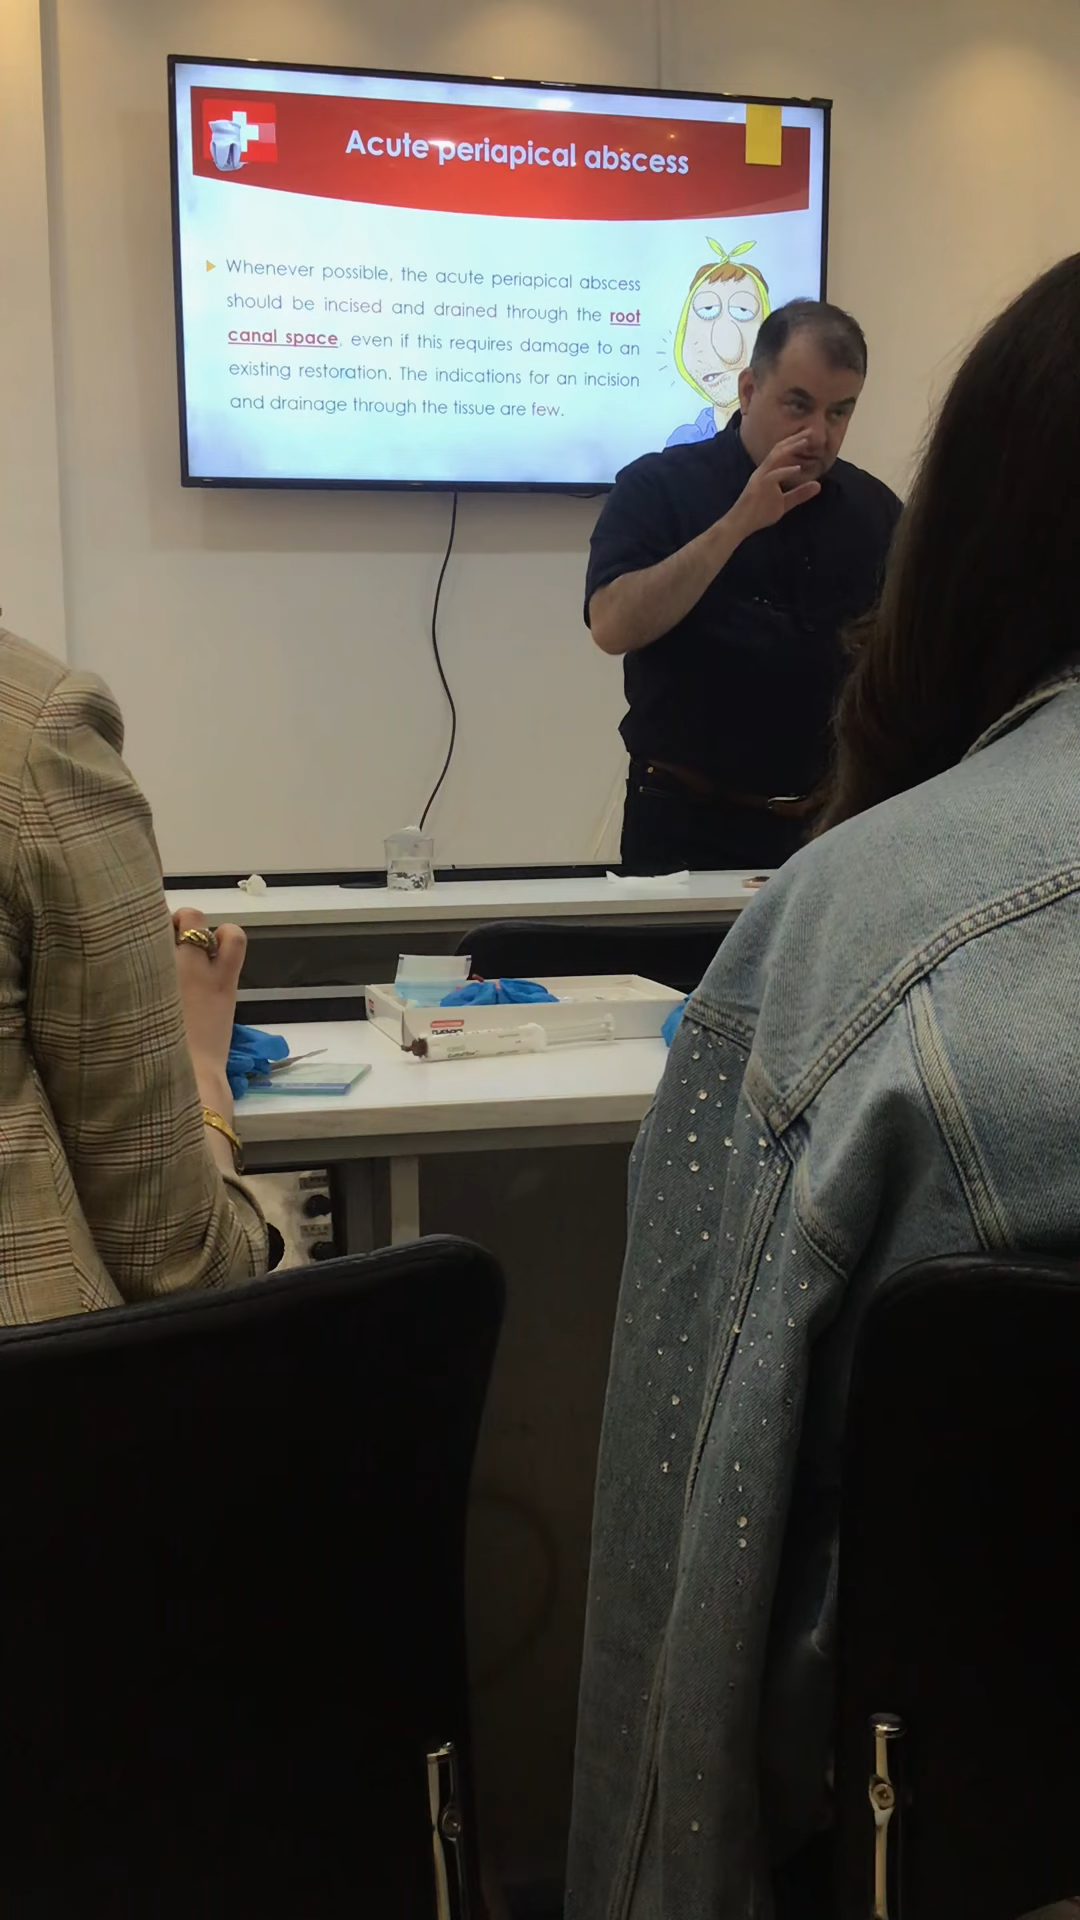 Acute periapical abscess
Whenever possible, the acute periapical abscess
should be incised and drained through the root
canal space, even if this requires damage to an
existing restoration. The indications for an incision
and drainage through the tissue are few.